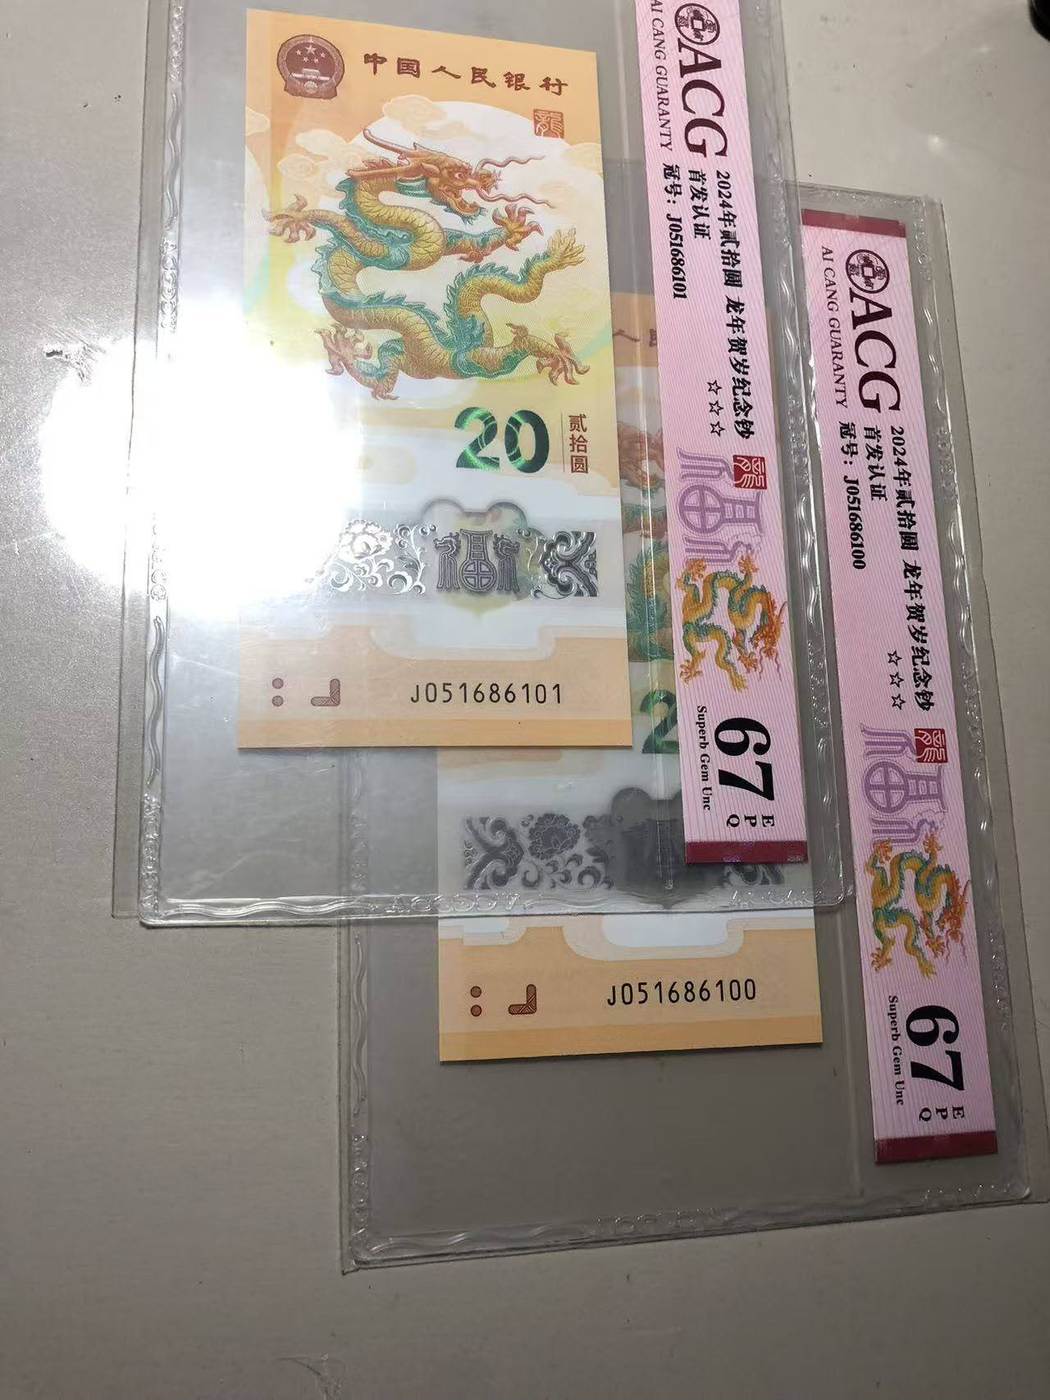 中国人民银行
龍
20
贰拾圆
J051686101
ACG
AI CANG GUARANTY
2024年贰拾圆 龙年贺岁纪念钞
首发认证
冠号：J051686101
☆☆☆
67
EPQ
Superb Gem Unc
2
J051686100
ACG
AI CANG GUARANTY
2024年贰拾圆 龙年贺岁纪念钞
首发认证
冠号：J051686100
☆☆☆
67
EPQ
Superb Gem Unc